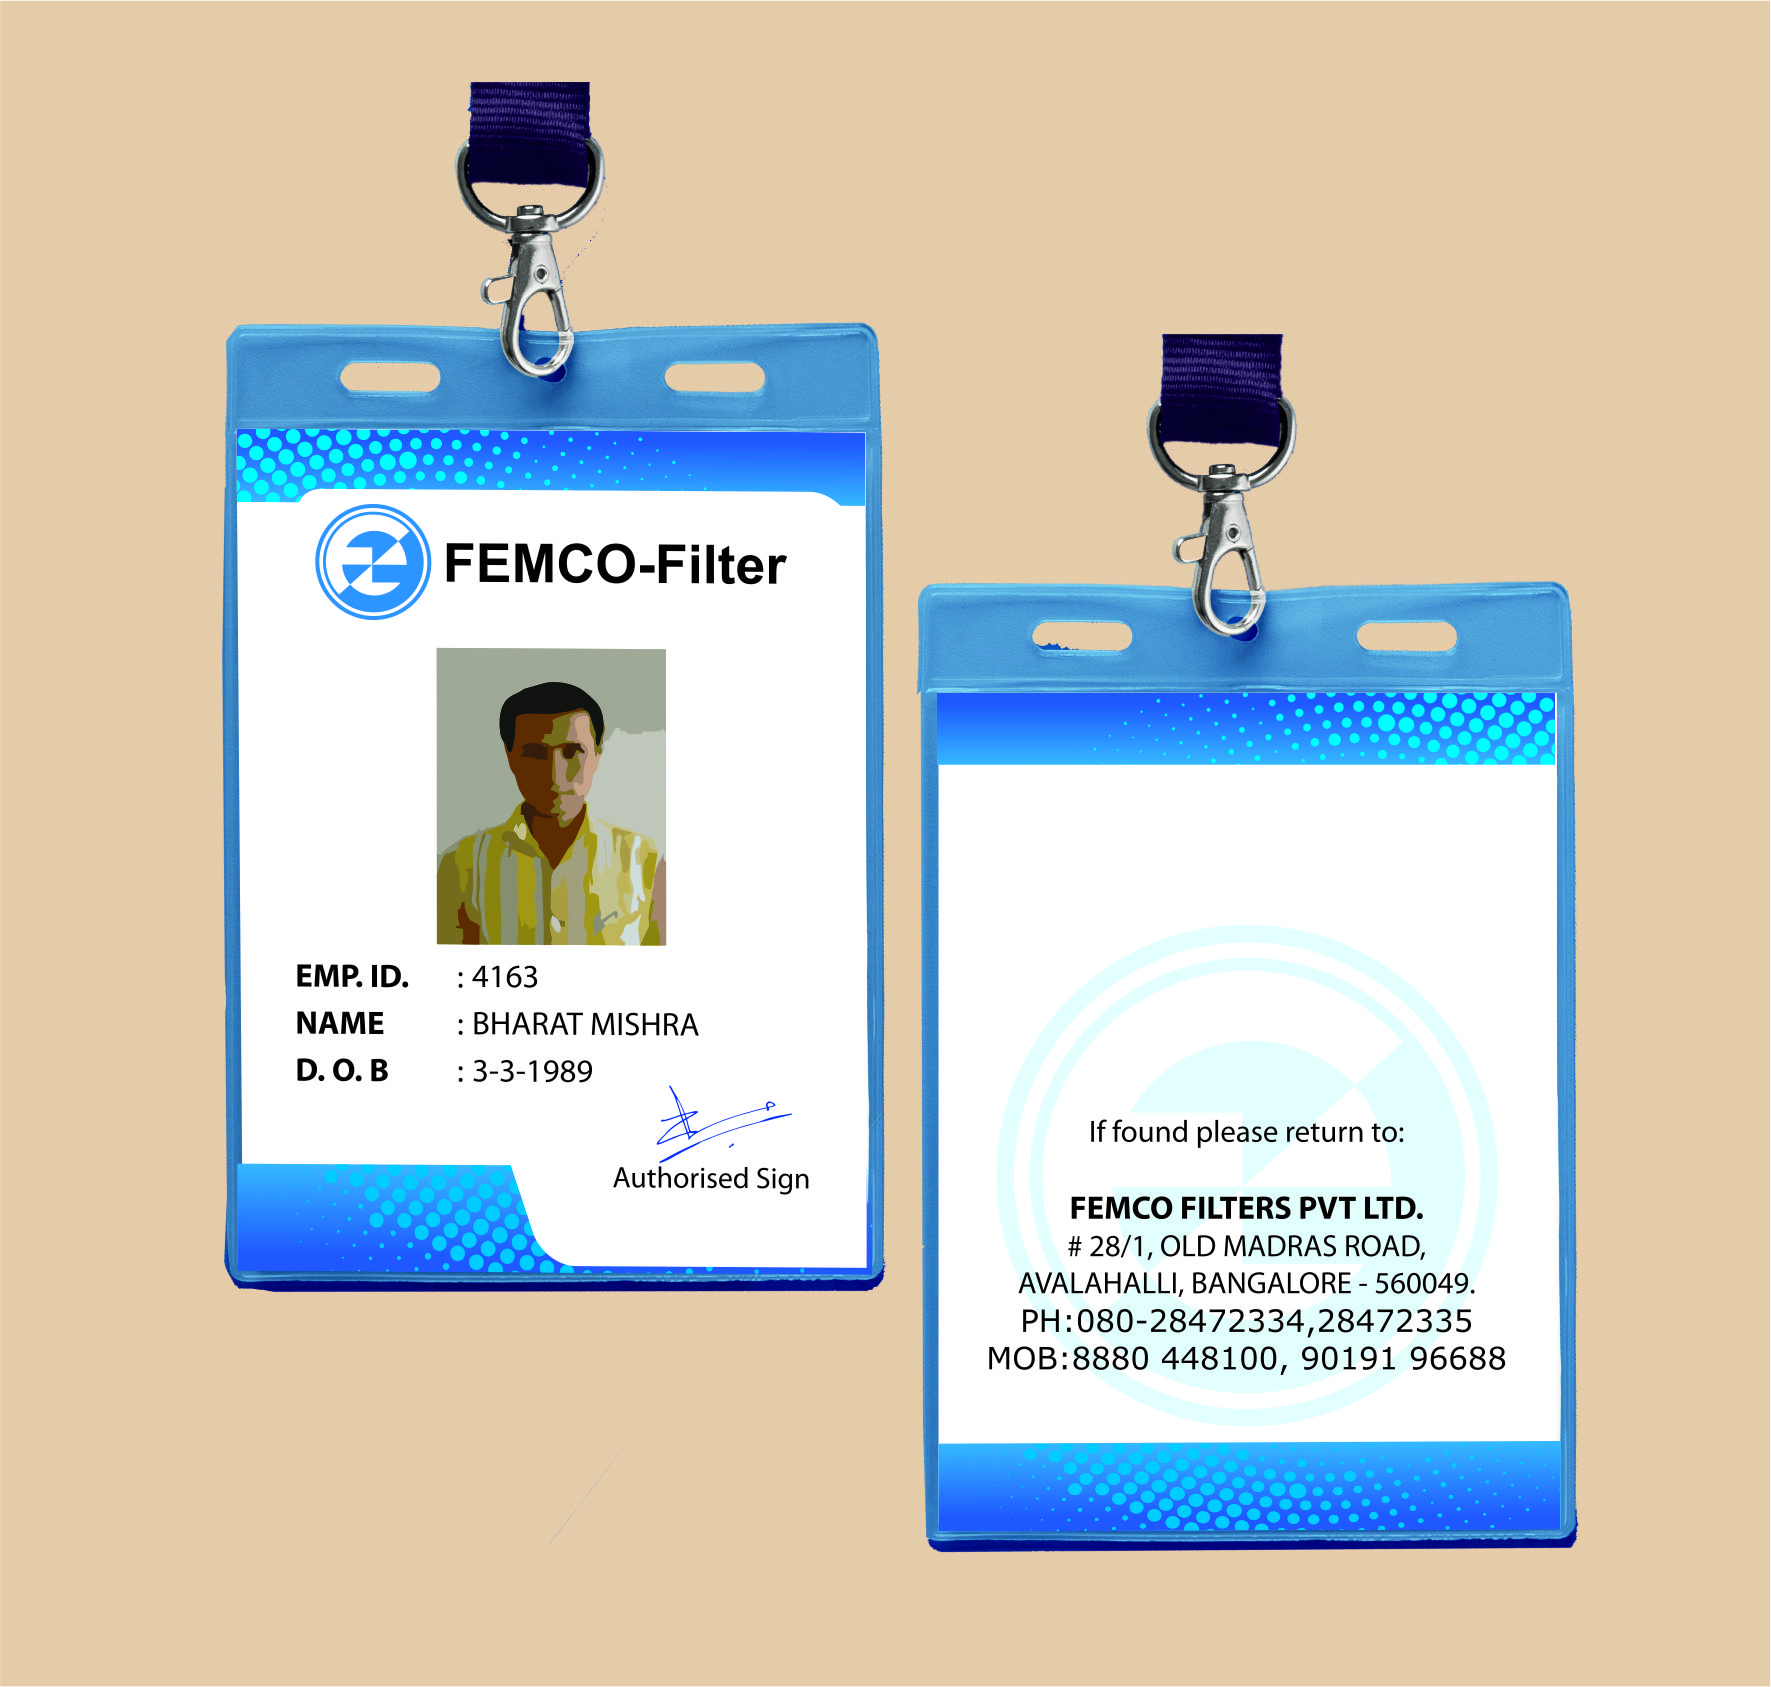 FEMCO-Filter
EMP. ID. : 4163
NAME : BHARAT MISHRA
D. O. B : 3-3-1989
Authorised Sign
If found please return to:
FEMCO FILTERS PVT LTD.
# 28/1, OLD MADRAS ROAD,
AVALAHALLI, BANGALORE - 560049.
PH:080-28472334,28472335
MOB:8880 448100, 90191 96688